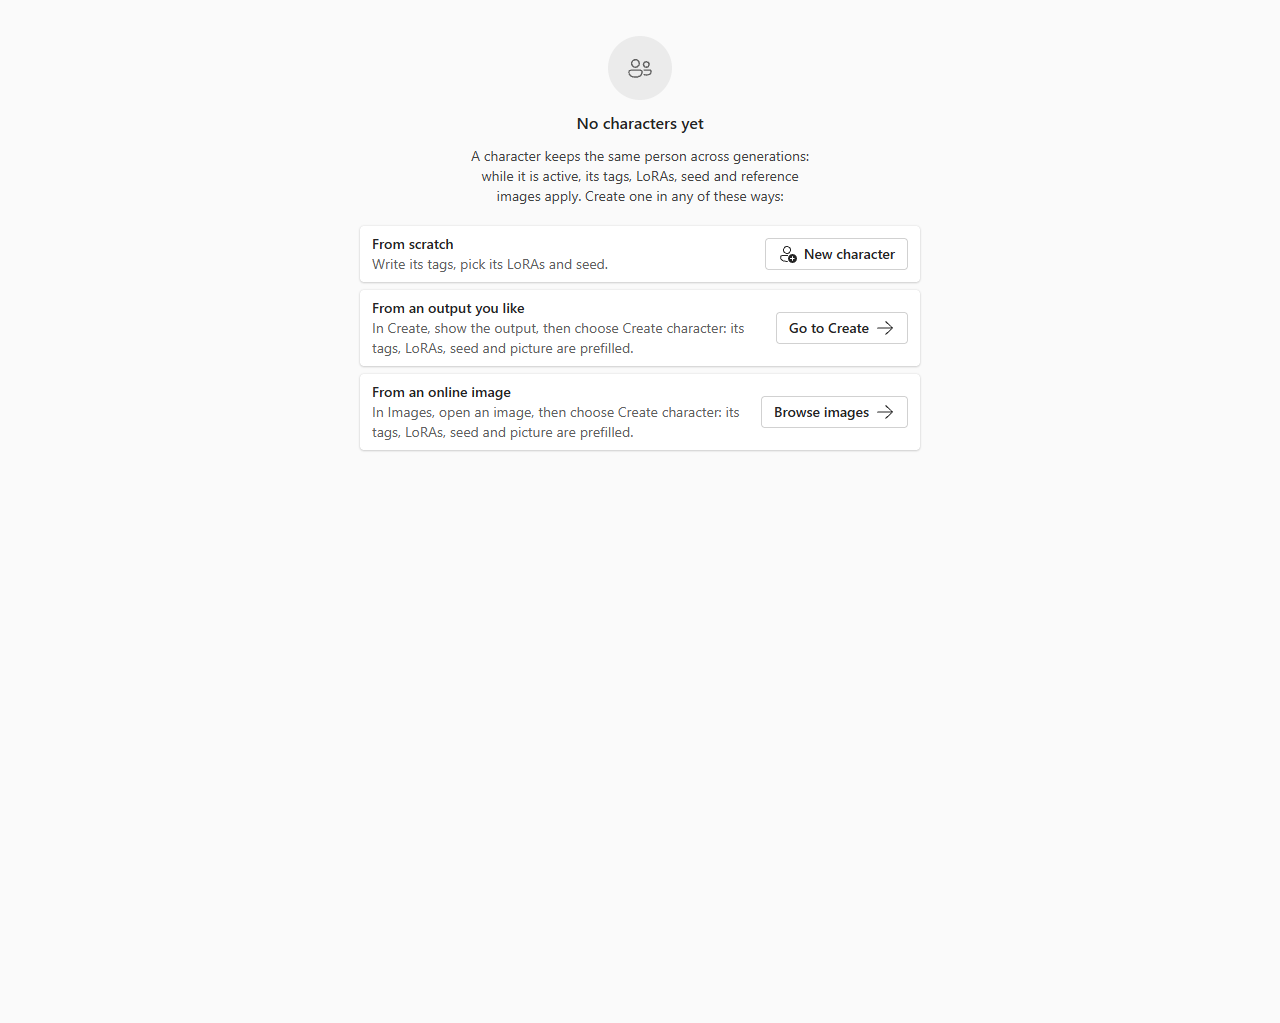 No characters yet
A character keeps the same person across generations:
while it is active, its tags, LoRAs, seed and reference
images apply. Create one in any of these ways:
From scratch
Write its tags, pick its LoRAs and seed.
New character
From an output you like
In Create, show the output, then choose Create character: its
tags, LoRAs, seed and picture are prefilled.
Go to Create
From an online image
In Images, open an image, then choose Create character: its
tags, LoRAs, seed and picture are prefilled.
Browse images